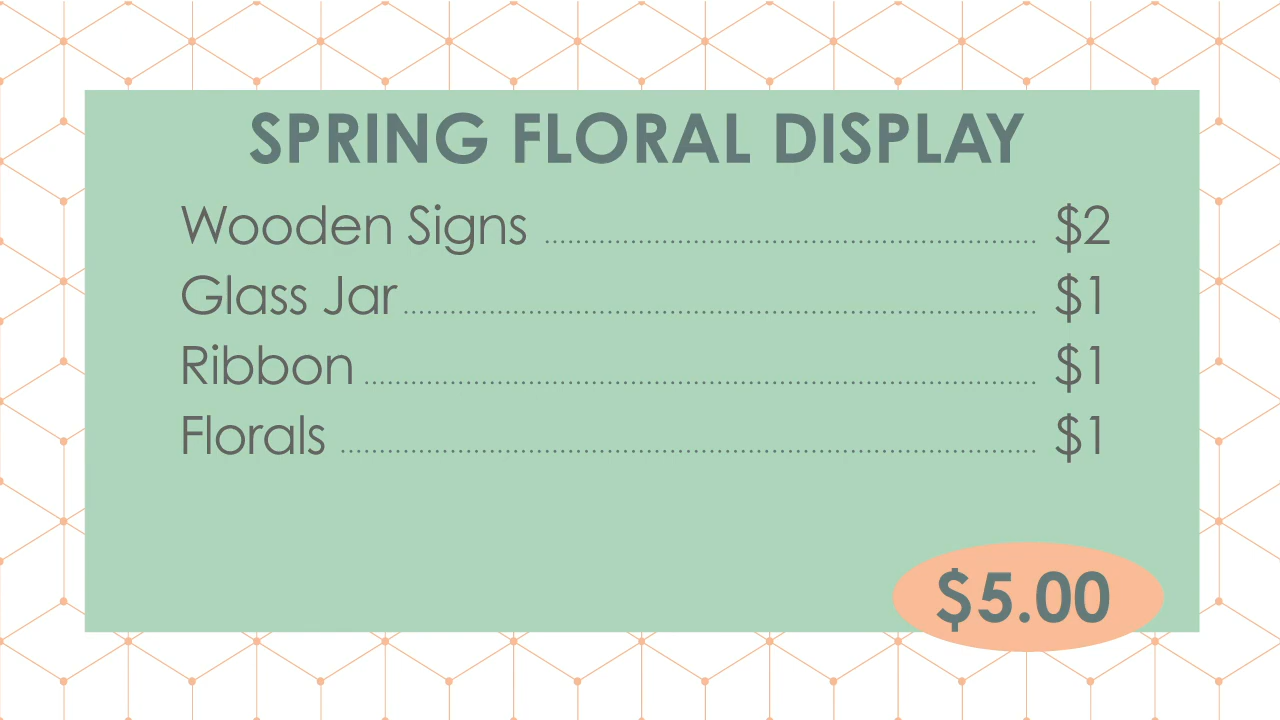 SPRING FLORAL DISPLAY
Wooden Signs ........................................ $2
Glass Jar ........................................ $1
Ribbon ........................................ $1
Florals ........................................ $1
$5.00